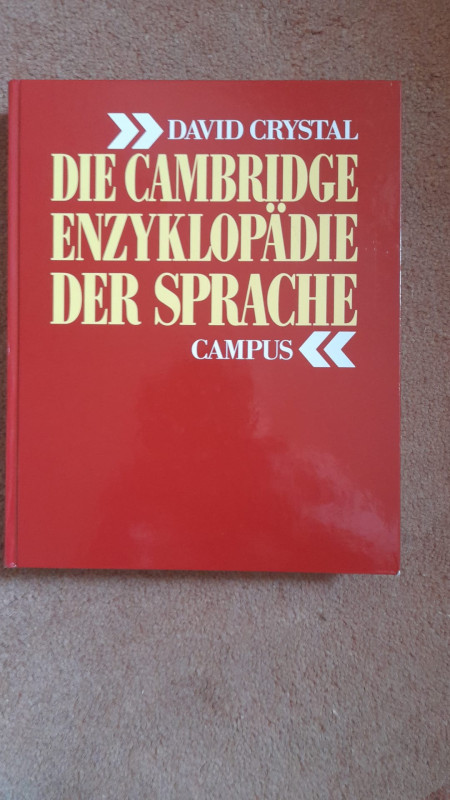 » DAVID CRYSTAL
DIE CAMBRIDGE
ENZYKLOPÄDIE
DER SPRACHE
CAMPUS «